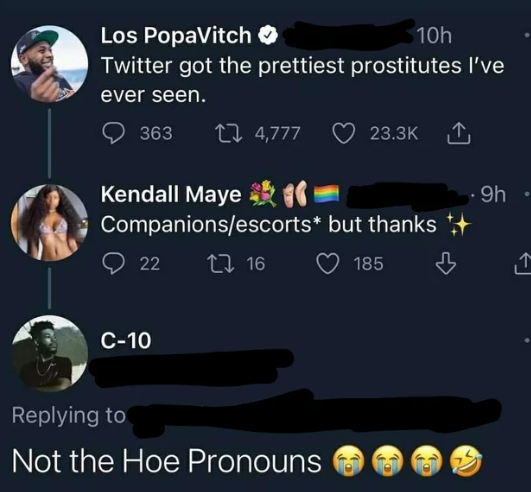 Los PopaVitch 10h
Twitter got the prettiest prostitutes I've
ever seen.
363 4,777 23.3K
Kendall Maye 💐👣🏳️‍🌈 · 9h
Companions/escorts* but thanks ✨
22 16 185
C-10
Replying to
Not the Hoe Pronouns 😭😭😭🤣